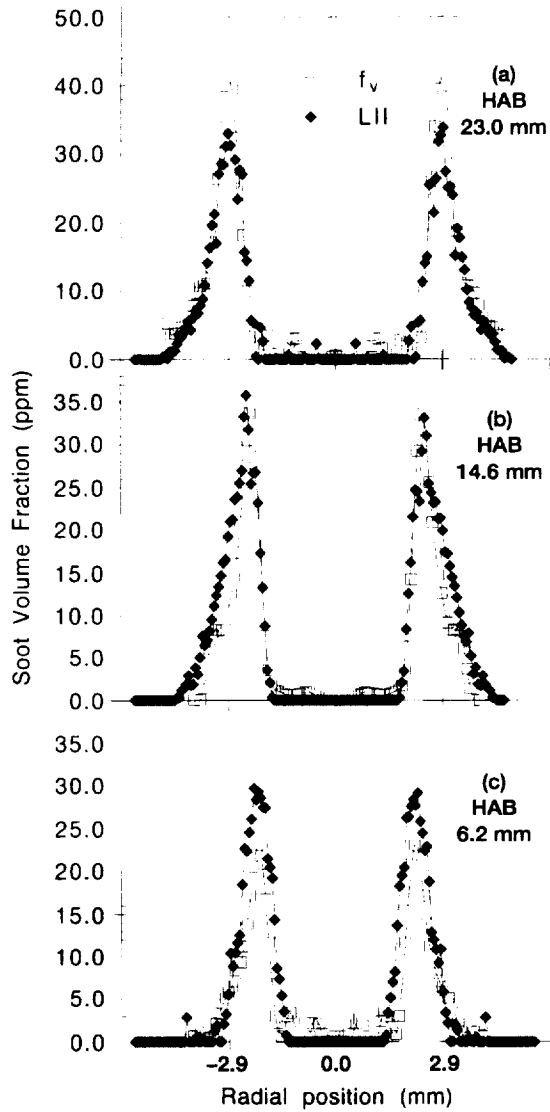 50.0
40.0
30.0
20.0
10.0
0.0
f_v
LII
(a)
HAB
23.0 mm
35.0
30.0
25.0
20.0
15.0
10.0
5.0
0.0
(b)
HAB
14.6 mm
35.0
30.0
25.0
20.0
15.0
10.0
5.0
0.0
(c)
HAB
6.2 mm
-2.9
0.0
2.9
Radial position (mm)
Soot Volume Fraction (ppm)